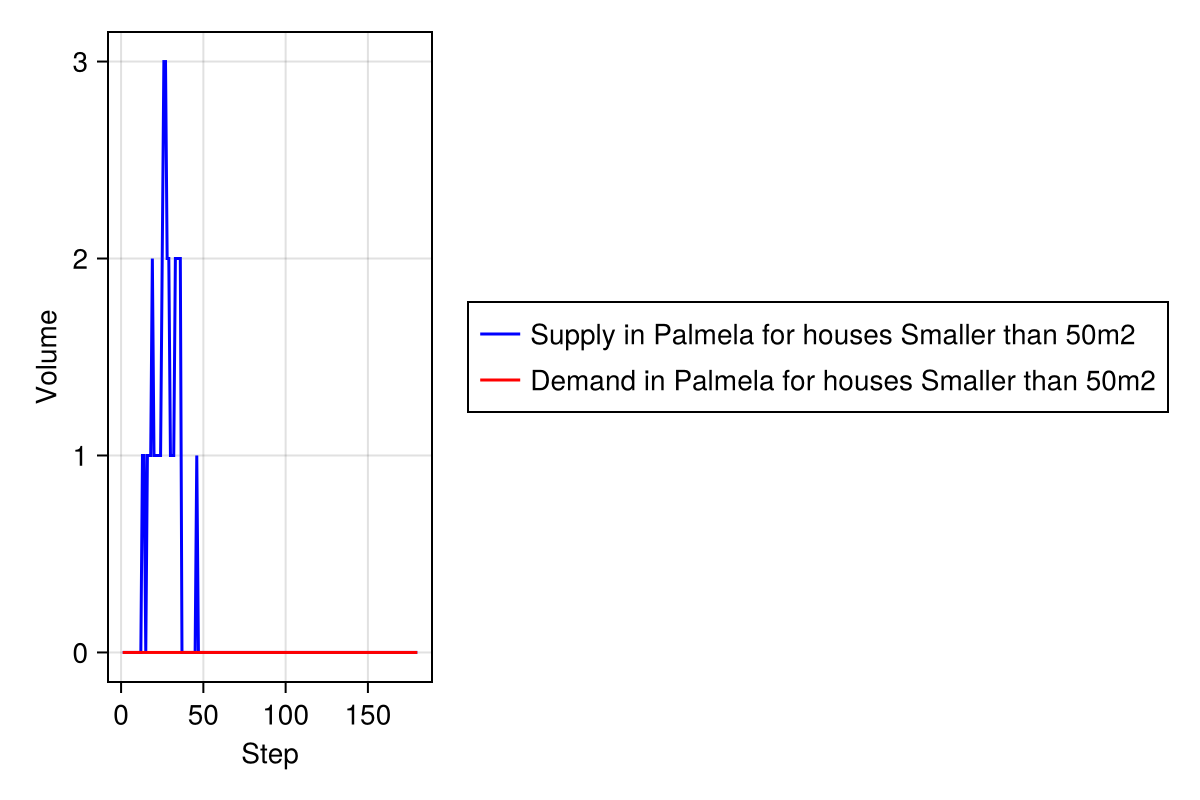 3
2
1
0
Volume
0 50 100 150
Step
Supply in Palmela for houses Smaller than 50m2
Demand in Palmela for houses Smaller than 50m2